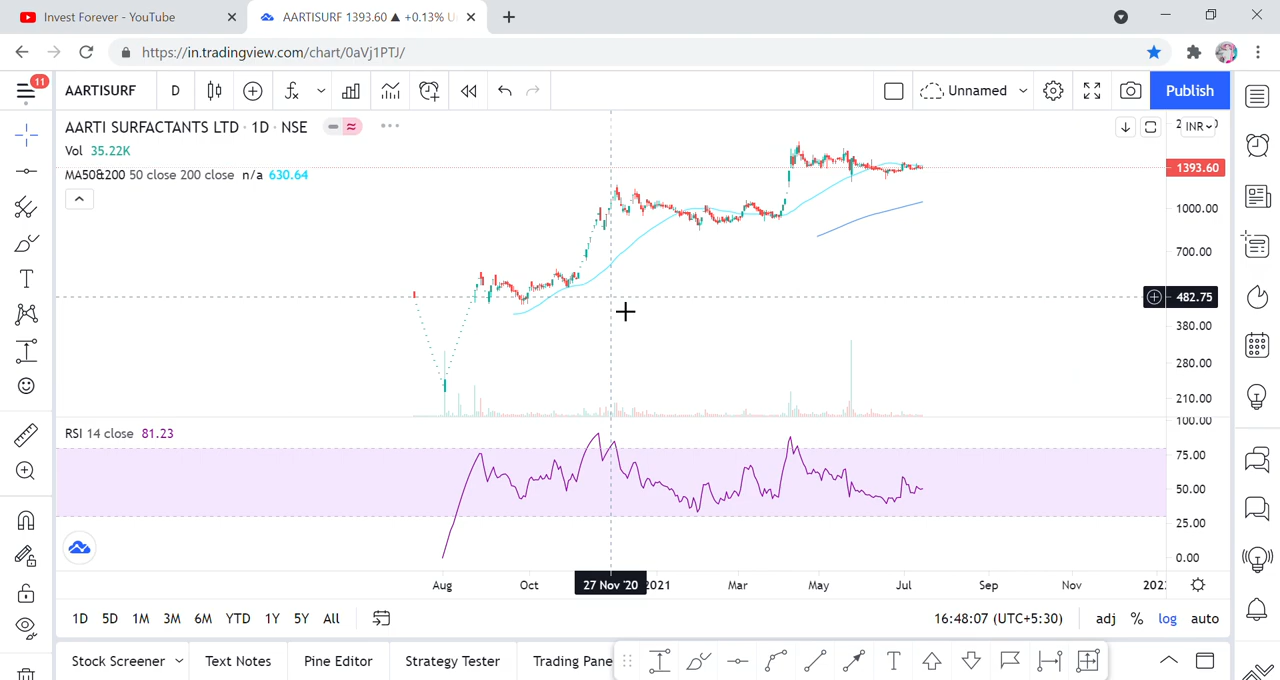 Invest Forever - YouTube
AARTISURF 1393.60 ▲ +0.13%
https://in.tradingview.com/chart/0aVj1PTJ/
11
AARTISURF
D
Unnamed
Publish
AARTI SURFACTANTS LTD · 1D · NSE
INR
Vol 35.22K
MA50&200 50 close 200 close n/a 630.64
1393.60
1000.00
700.00
482.75
380.00
280.00
210.00
100.00
RSI 14 close 81.23
75.00
50.00
25.00
0.00
Aug Oct 27 Nov '20 2021 Mar May Jul Sep Nov
1D 5D 1M 3M 6M YTD 1Y 5Y All
16:48:07 (UTC+5:30) adj % log auto
Stock Screener Text Notes Pine Editor Strategy Tester Trading Pane